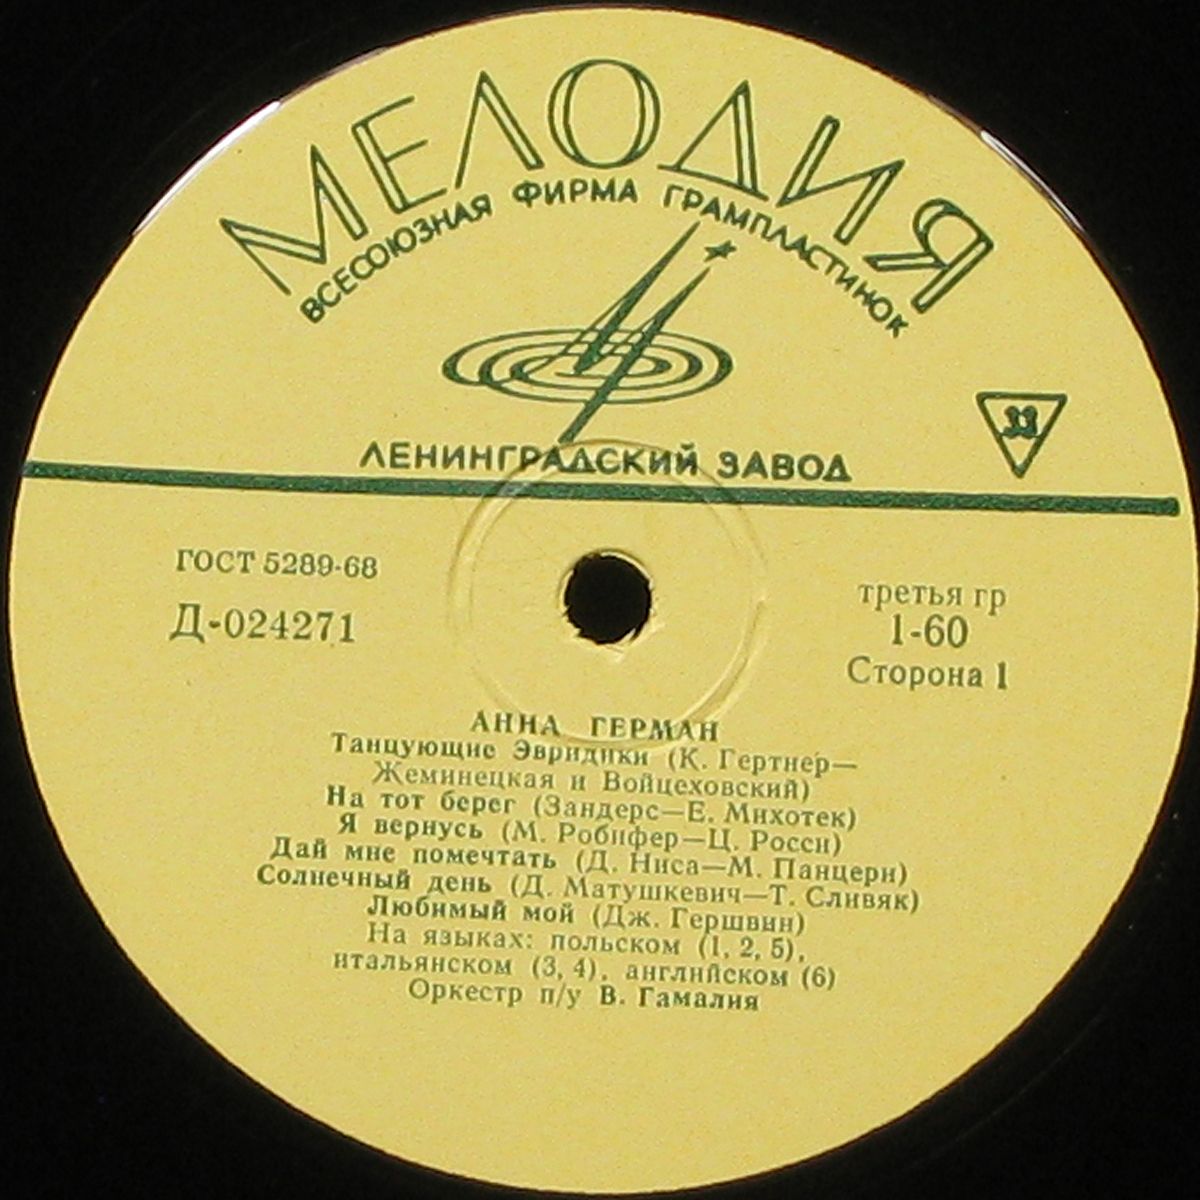 МЕЛОДИЯ
ВСЕСОЮЗНАЯ ФИРМА ГРАМПЛАСТИНОК
33
ЛЕНИНГРАДСКИЙ ЗАВОД
ГОСТ 5289-68
Д-024271
третья гр
1-60
Сторона 1
АННА ГЕРМАН
Танцующие Эвридики (К. Гертнер—
Жеминецкая и Войцеховский)
На тот берег (Зандерс—Е. Михотек)
Я вернусь (М. Робифер—Ц. Росси)
Дай мне помечтать (Д. Ниса—М. Панцери)
Солнечный день (Д. Матушкевич—Т. Сливяк)
Любимый мой (Дж. Гершвин)
На языках: польском (1, 2, 5),
итальянском (3, 4), английском (6)
Оркестр п/у В. Гамалия